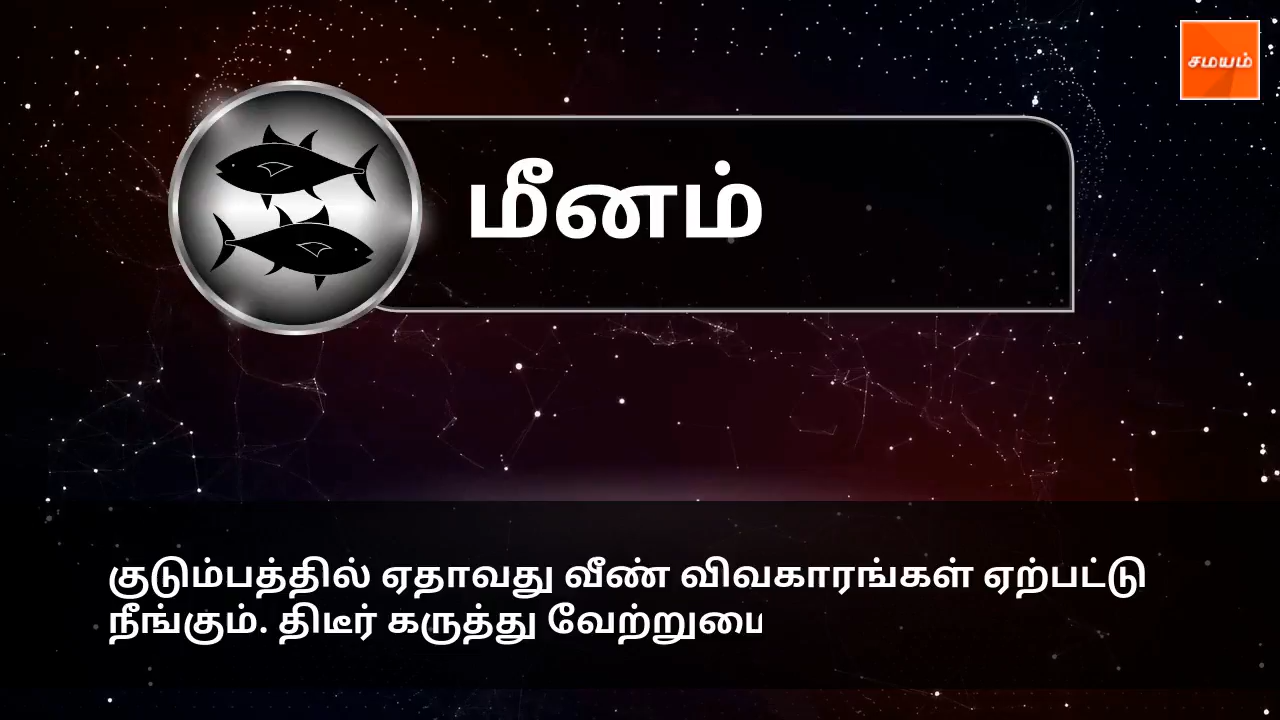 சமயம்
மீனம்
குடும்பத்தில் ஏதாவது வீண் விவகாரங்கள் ஏற்பட்டு
நீங்கும். திடீர் கருத்து